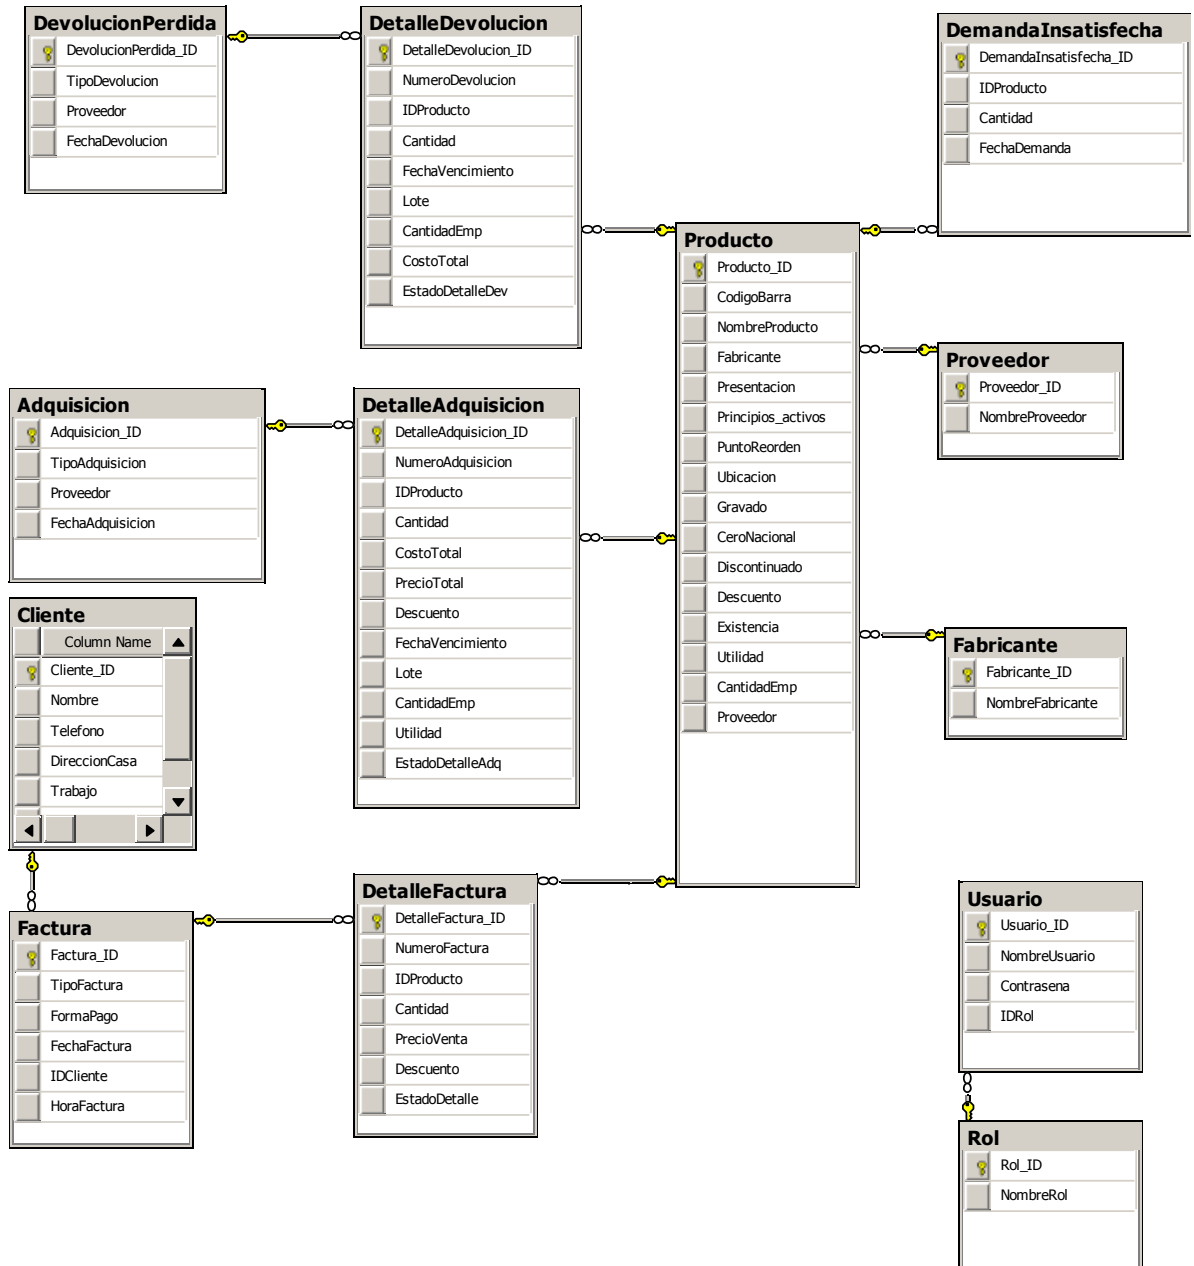 DevolucionPerdida
DevolucionPerdida_ID
TipoDevolucion
Proveedor
FechaDevolucion
DetalleDevolucion
DetalleDevolucion_ID
NumeroDevolucion
IDProducto
Cantidad
FechaVencimiento
Lote
CantidadEmp
CostoTotal
EstadoDetalleDev
DemandaInsatisfecha
DemandaInsatisfecha_ID
IDProducto
Cantidad
FechaDemanda
Producto
Producto_ID
CodigoBarra
NombreProducto
Fabricante
Presentacion
Principios_activos
PuntoReorden
Ubicacion
Gravado
CeroNacional
Discontinuado
Descuento
Existencia
Utilidad
CantidadEmp
Proveedor
Proveedor
Proveedor_ID
NombreProveedor
Adquisicion
Adquisicion_ID
TipoAdquisicion
Proveedor
FechaAdquisicion
DetalleAdquisicion
DetalleAdquisicion_ID
NumeroAdquisicion
IDProducto
Cantidad
CostoTotal
PrecioTotal
Descuento
FechaVencimiento
Lote
CantidadEmp
Utilidad
EstadoDetalleAdq
Cliente
Column Name
Cliente_ID
Nombre
Telefono
DireccionCasa
Trabajo
Fabricante
Fabricante_ID
NombreFabricante
Factura
Factura_ID
TipoFactura
FormaPago
FechaFactura
IDCliente
HoraFactura
DetalleFactura
DetalleFactura_ID
NumeroFactura
IDProducto
Cantidad
PrecioVenta
Descuento
EstadoDetalle
Usuario
Usuario_ID
NombreUsuario
Contrasena
IDRol
Rol
Rol_ID
NombreRol